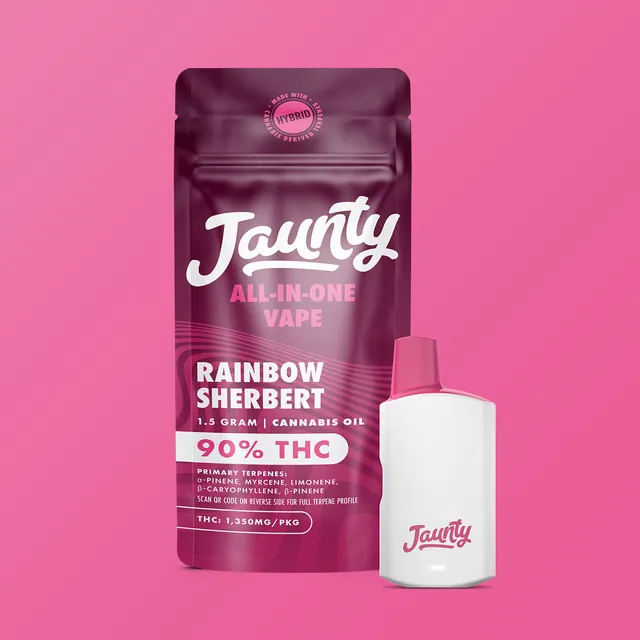 MADE WITH • CANNABIS DERIVED TERPENES •
HYBRID
Jaunty
ALL-IN-ONE
VAPE
RAINBOW
SHERBERT
1.5 GRAM | CANNABIS OIL
90% THC
PRIMARY TERPENES:
α-PINENE, MYRCENE, LIMONENE,
β-CARYOPHYLLENE, β-PINENE
SCAN QR CODE ON REVERSE SIDE FOR FULL TERPENE PROFILE
THC: 1,350MG/PKG
Jaunty